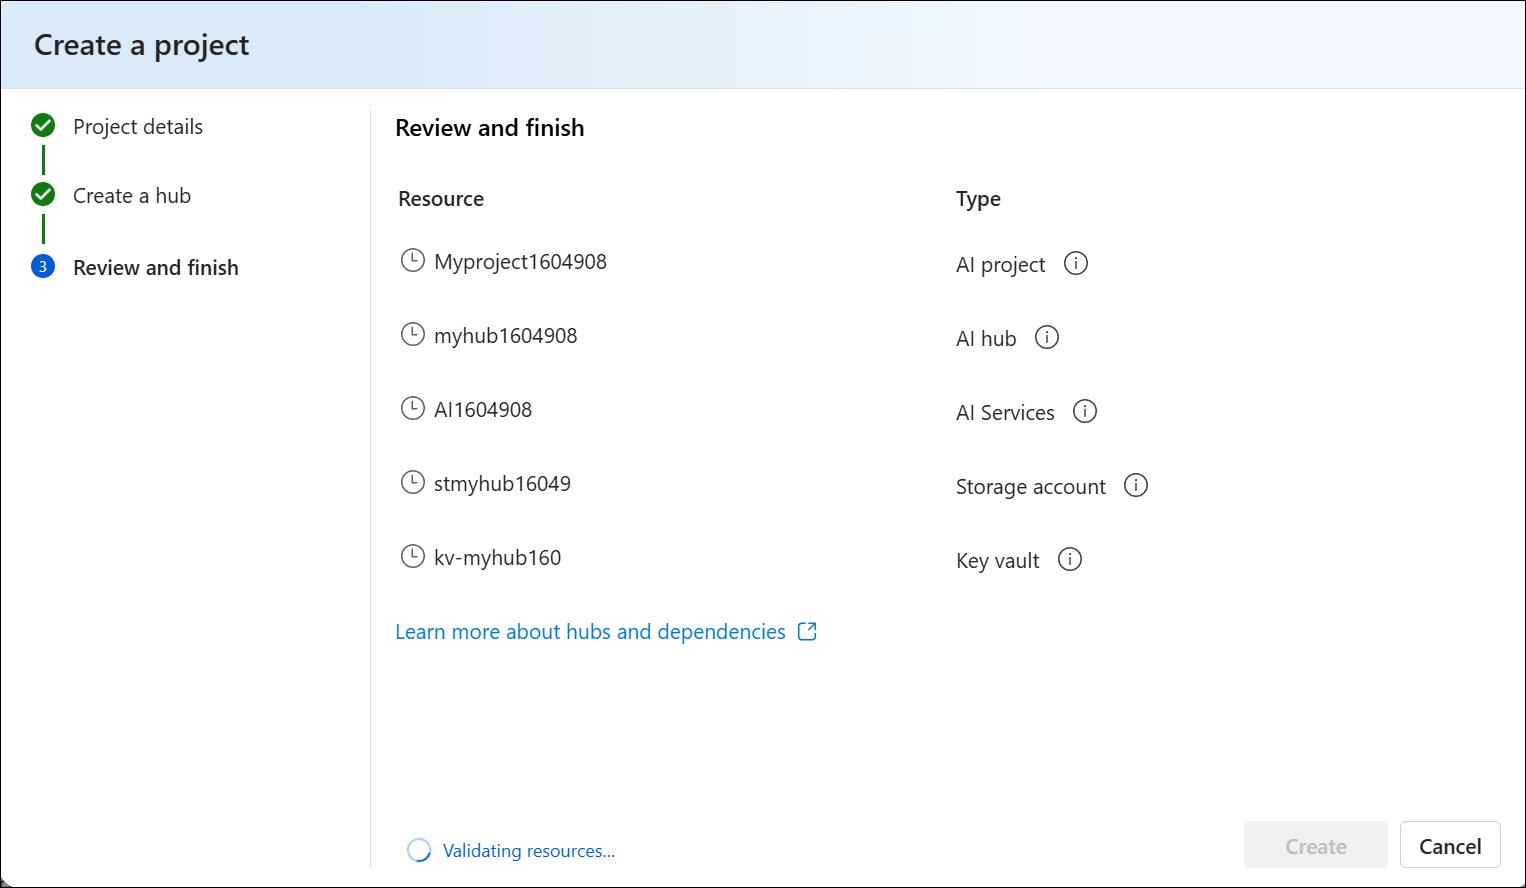 Create a project
Project details
Create a hub
3 Review and finish
Review and finish
Resource Type
Myproject1604908 AI project
myhub1604908 AI hub
AI1604908 AI Services
stmyhub16049 Storage account
kv-myhub160 Key vault
Learn more about hubs and dependencies
Validating resources...
Create Cancel